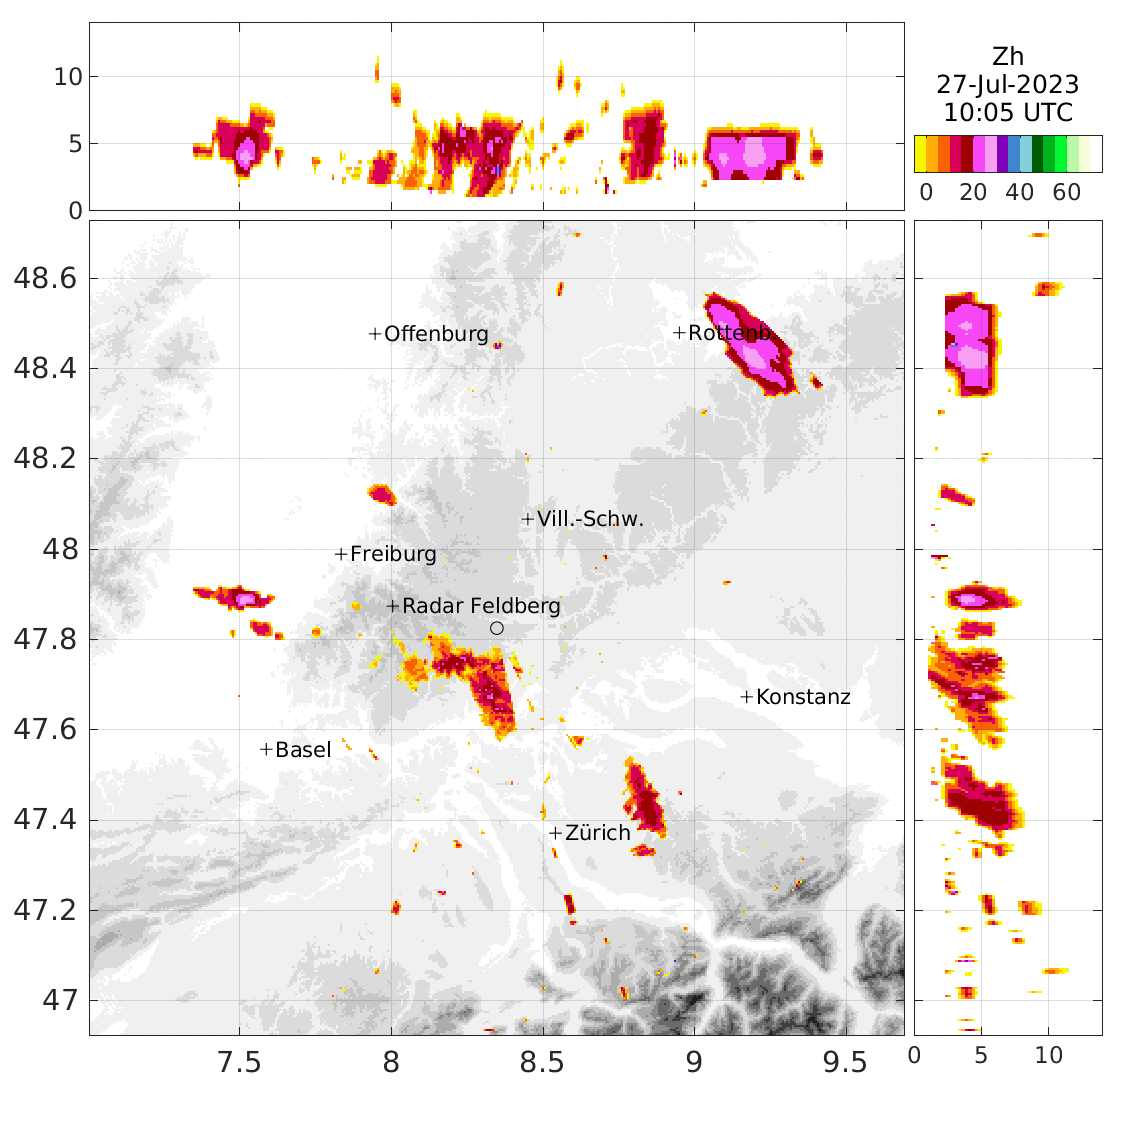 Zh
27-Jul-2023
10:05 UTC
0 20 40 60
10
5
0
48.6
48.4
48.2
48
47.8
47.6
47.4
47.2
47
+Offenburg
+Rottenb.
+Vill.-Schw.
+Freiburg
+Radar Feldberg
+Konstanz
+Basel
+Zürich
7.5 8 8.5 9 9.5
0 5 10